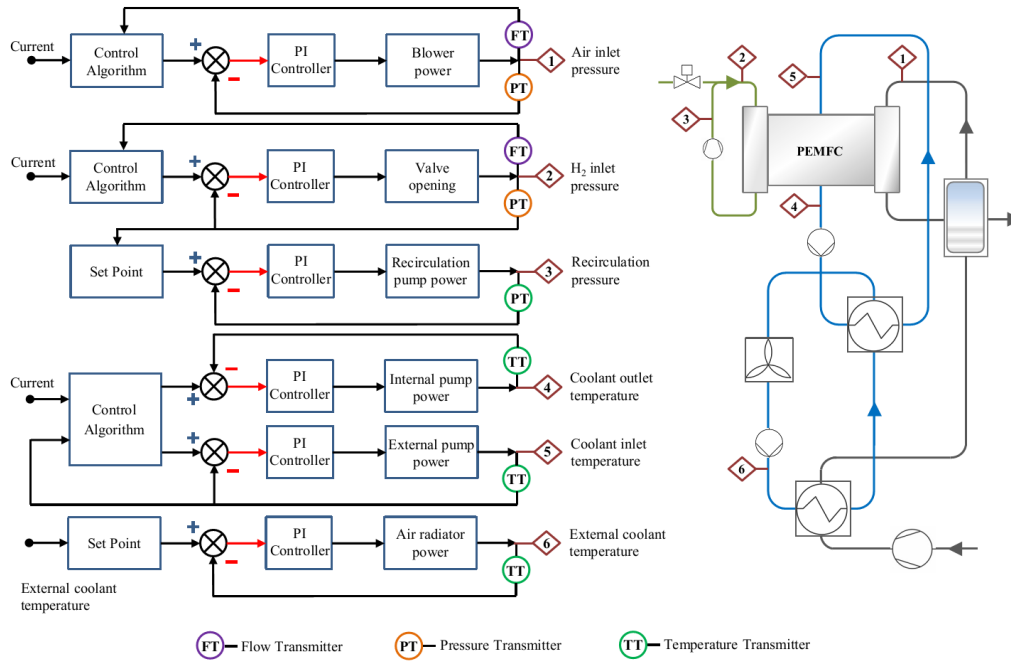 Current
Control
Algorithm
+
−
PI
Controller
Blower
power
FT
PT
1
Air inlet
pressure
Current
Control
Algorithm
+
−
PI
Controller
Valve
opening
FT
PT
2
H₂ inlet
pressure
Set Point
+
−
PI
Controller
Recirculation
pump power
PT
3
Recirculation
pressure
Current
Control
Algorithm
−
+
PI
Controller
Internal pump
power
TT
4
Coolant outlet
temperature
+
−
PI
Controller
External pump
power
TT
5
Coolant inlet
temperature
External coolant
temperature
Set Point
+
−
PI
Controller
Air radiator
power
TT
6
External coolant
temperature
2
5
1
3
PEMFC
4
6
FT Flow Transmitter
PT Pressure Transmitter
TT Temperature Transmitter